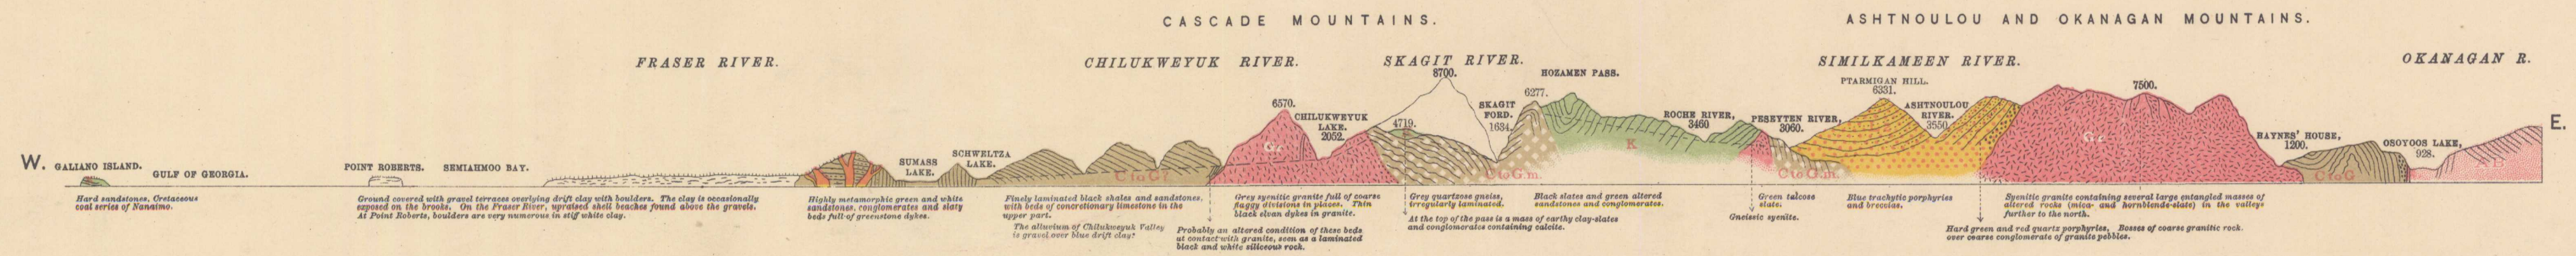 CASCADE MOUNTAINS.
ASHTNOULOU AND OKANAGAN MOUNTAINS.
FRASER RIVER.
CHILUKWEYUK RIVER.
SKAGIT RIVER.
SIMILKAMEEN RIVER.
OKANAGAN R.
8700.
HOZAMEN PASS.
PTARMIGAN HILL.
6331.
7500.
6277.
6570.
CHILUKWEYUK
LAKE.
2052.
4719.
SKAGIT
FORD.
1634.
ROCHE RIVER,
3460
PESEYTEN RIVER,
3060.
ASHTNOULOU
RIVER.
3550.
HAYNES' HOUSE,
1200.
OSOYOOS LAKE,
928.
E.
W.
GALIANO ISLAND.
GULF OF GEORGIA.
POINT ROBERTS.
SEMIAHMOO BAY.
SUMASS
LAKE.
SCHWELTZA
LAKE.
C to G?
Gc
C to G m.
K
C to G m.
Gc
C to G
Hard sandstones, Cretaceous
coal series of Nanaimo.
Ground covered with gravel terraces overlying drift clay with boulders. The clay is occasionally
exposed on the brooks. On the Fraser River, upraised shell beaches found above the gravels.
At Point Roberts, boulders are very numerous in stiff white clay.
Highly metamorphic green and white
sandstones, conglomerates and slaty
beds full of greenstone dykes.
Finely laminated black shales and sandstones,
with beds of concretionary limestone in the
upper part.
The alluvium of Chilukweyuk Valley
is gravel over blue drift clay?
Grey syenitic granite full of coarse
flaggy divisions in places. Thin
black elvan dykes in granite.
Probably an altered condition of these beds
at contact with granite, seen as a laminated
black and white siliceous rock.
Grey quartzose gneiss,
irregularly laminated.
At the top of the pass is a mass of earthy clay-slates
and conglomerates containing calcite.
Black slates and green altered
sandstones and conglomerates.
Green talcose
slate.
Gneissic syenite.
Blue trachytic porphyries
and breccias.
Hard green and red quartz porphyries, Bosses of coarse granitic rock.
over coarse conglomerate of granite pebbles.
Syenitic granite containing several large entangled masses of
altered rocks (mica- and hornblende-slate) in the valleys
further to the north.